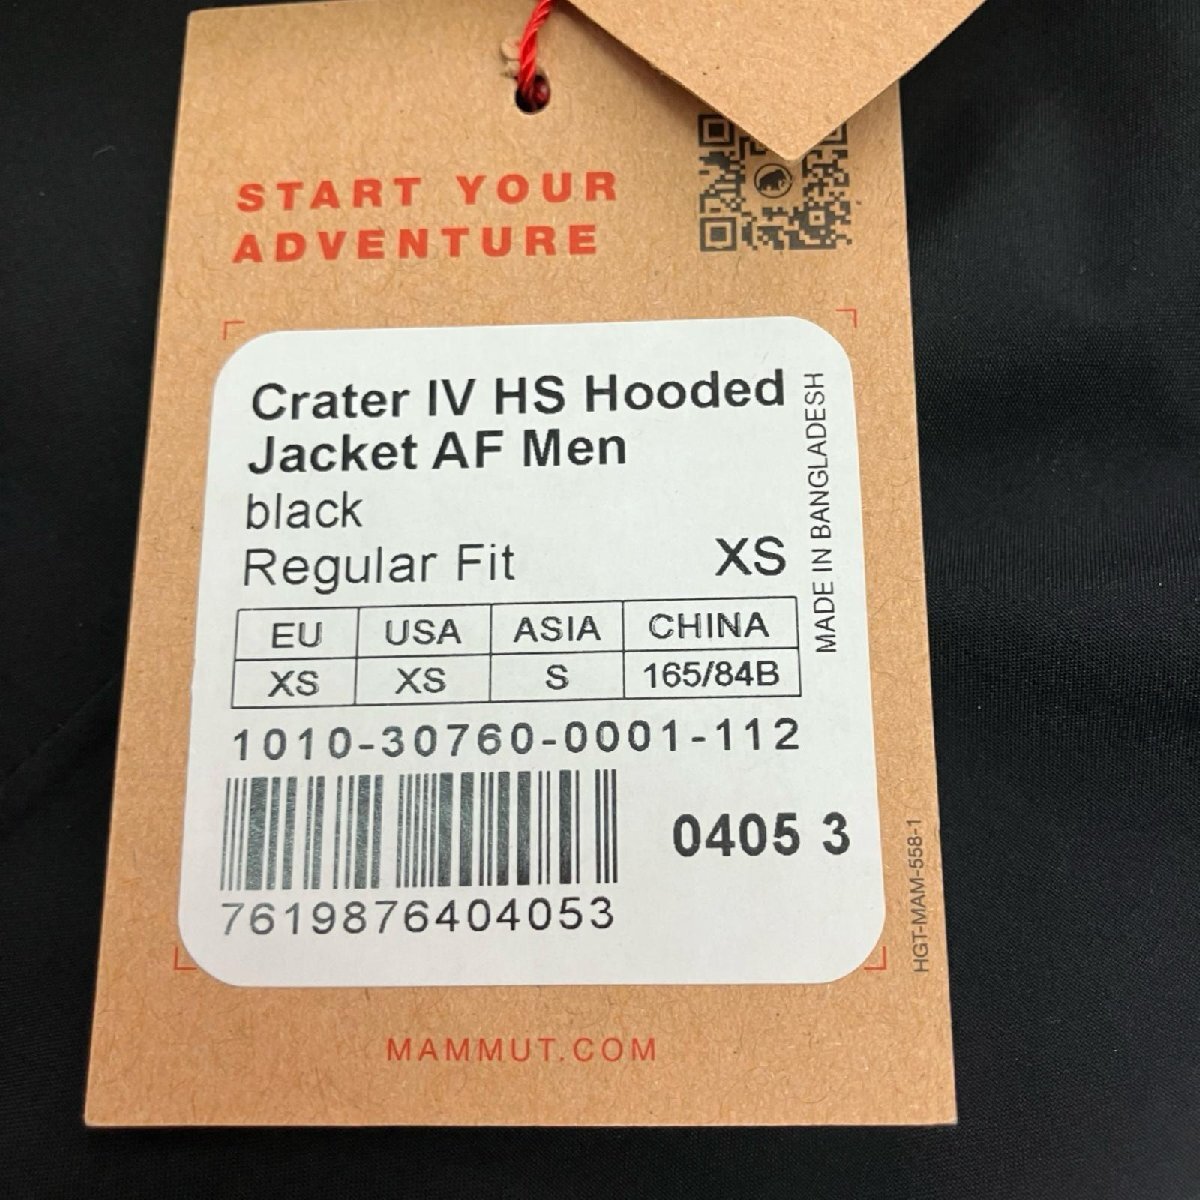 START YOUR
ADVENTURE
Crater IV HS Hooded
Jacket AF Men
black
Regular Fit XS
MADE IN BANGLADESH
EU USA ASIA CHINA
XS XS S 165/84B
1010-30760-0001-112
0405 3
7619876404053
HGT-MAM-558-1
MAMMUT.COM